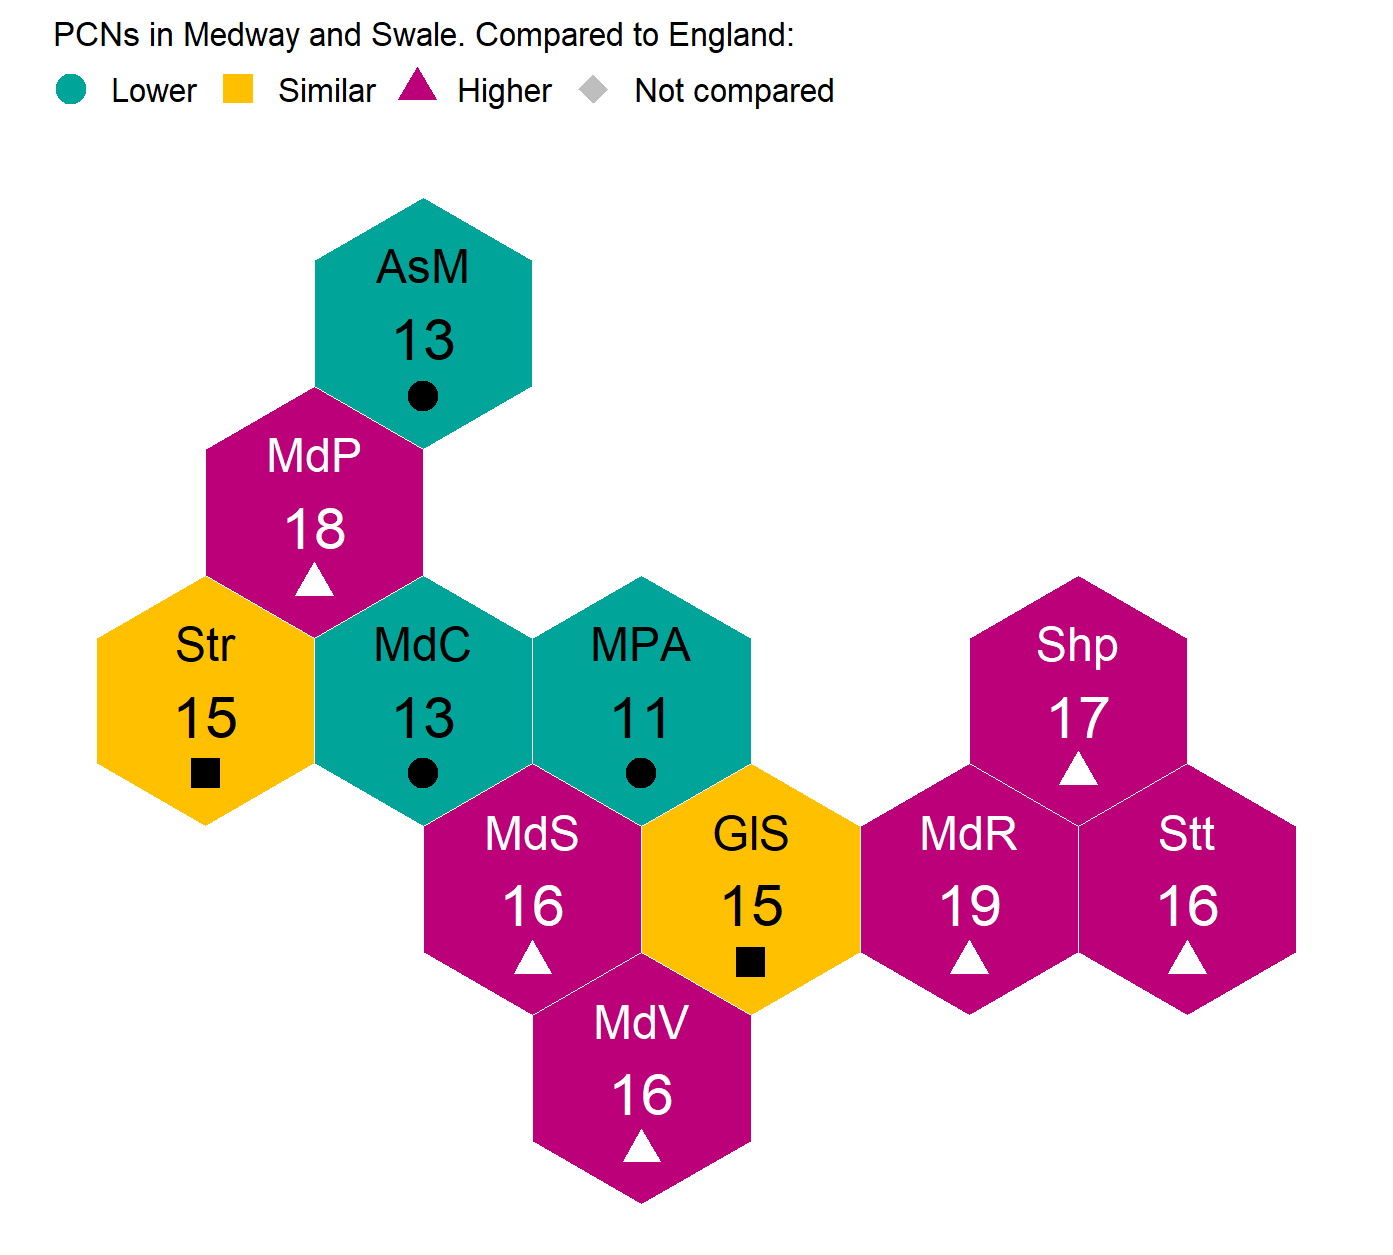 PCNs in Medway and Swale. Compared to England:
Lower Similar Higher Not compared
AsM
13
MdP
18
Str MdC MPA Shp
15 13 11 17
MdS GlS MdR Stt
16 15 19 16
MdV
16